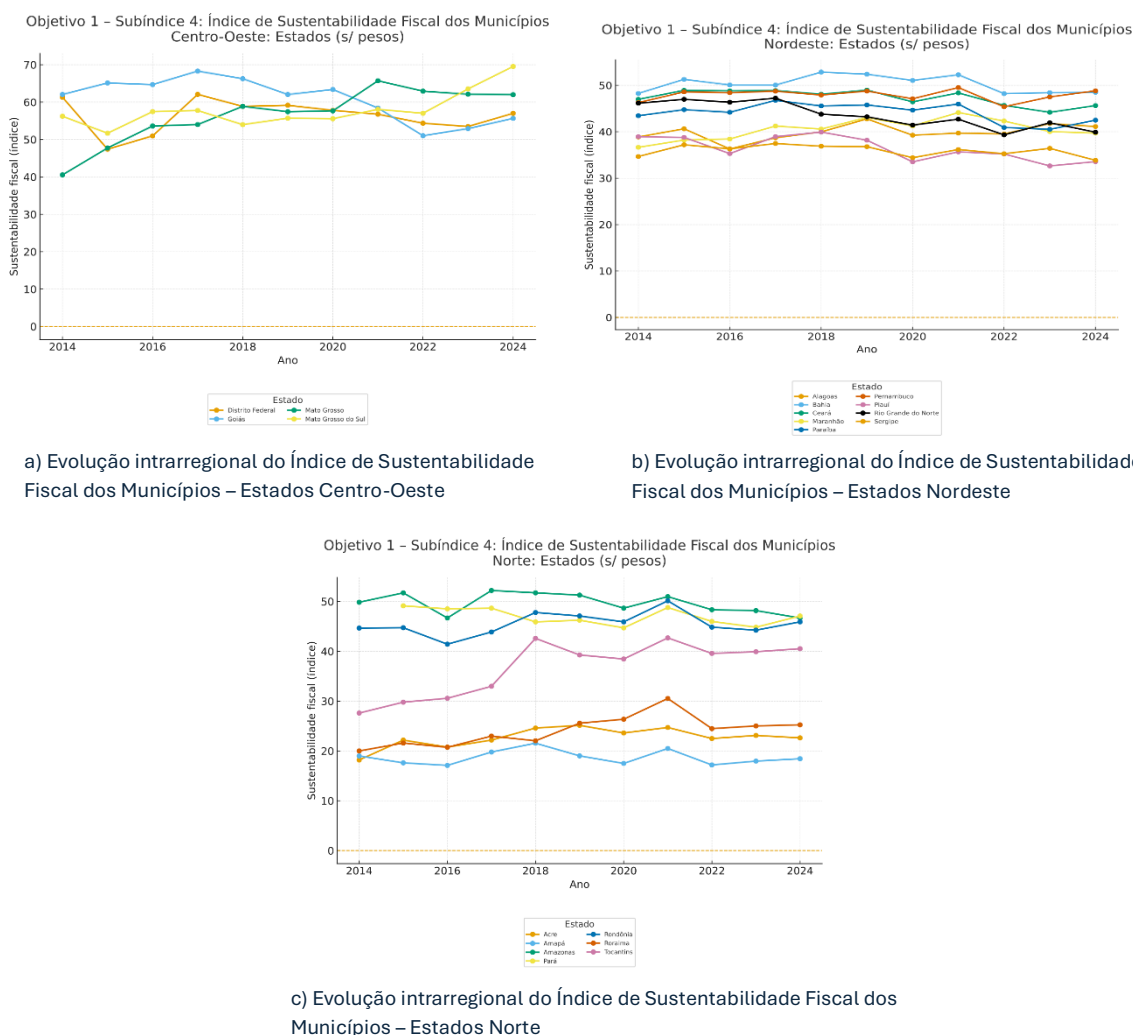 Objetivo 1 – Subíndice 4: Índice de Sustentabilidade Fiscal dos Municípios
Centro-Oeste: Estados (s/ pesos)
70
60
50
40
30
20
10
0
Sustentabilidade fiscal (índice)
2014 2016 2018 2020 2022 2024
Ano
Estado
Distrito Federal
Goiás
Mato Grosso
Mato Grosso do Sul
a) Evolução intrarregional do Índice de Sustentabilidade
Fiscal dos Municípios – Estados Centro-Oeste
Objetivo 1 – Subíndice 4: Índice de Sustentabilidade Fiscal dos Municípios
Nordeste: Estados (s/ pesos)
50
40
30
20
10
0
Sustentabilidade fiscal (índice)
2014 2016 2018 2020 2022 2024
Ano
Estado
Alagoas
Bahia
Ceará
Maranhão
Paraíba
Pernambuco
Piauí
Rio Grande do Norte
Sergipe
b) Evolução intrarregional do Índice de Sustentabilidade
Fiscal dos Municípios – Estados Nordeste
Objetivo 1 – Subíndice 4: Índice de Sustentabilidade Fiscal dos Municípios
Norte: Estados (s/ pesos)
50
40
30
20
10
0
Sustentabilidade fiscal (índice)
2014 2016 2018 2020 2022 2024
Ano
Estado
Acre
Amapá
Amazonas
Pará
Rondônia
Roraima
Tocantins
c) Evolução intrarregional do Índice de Sustentabilidade Fiscal dos
Municípios – Estados Norte